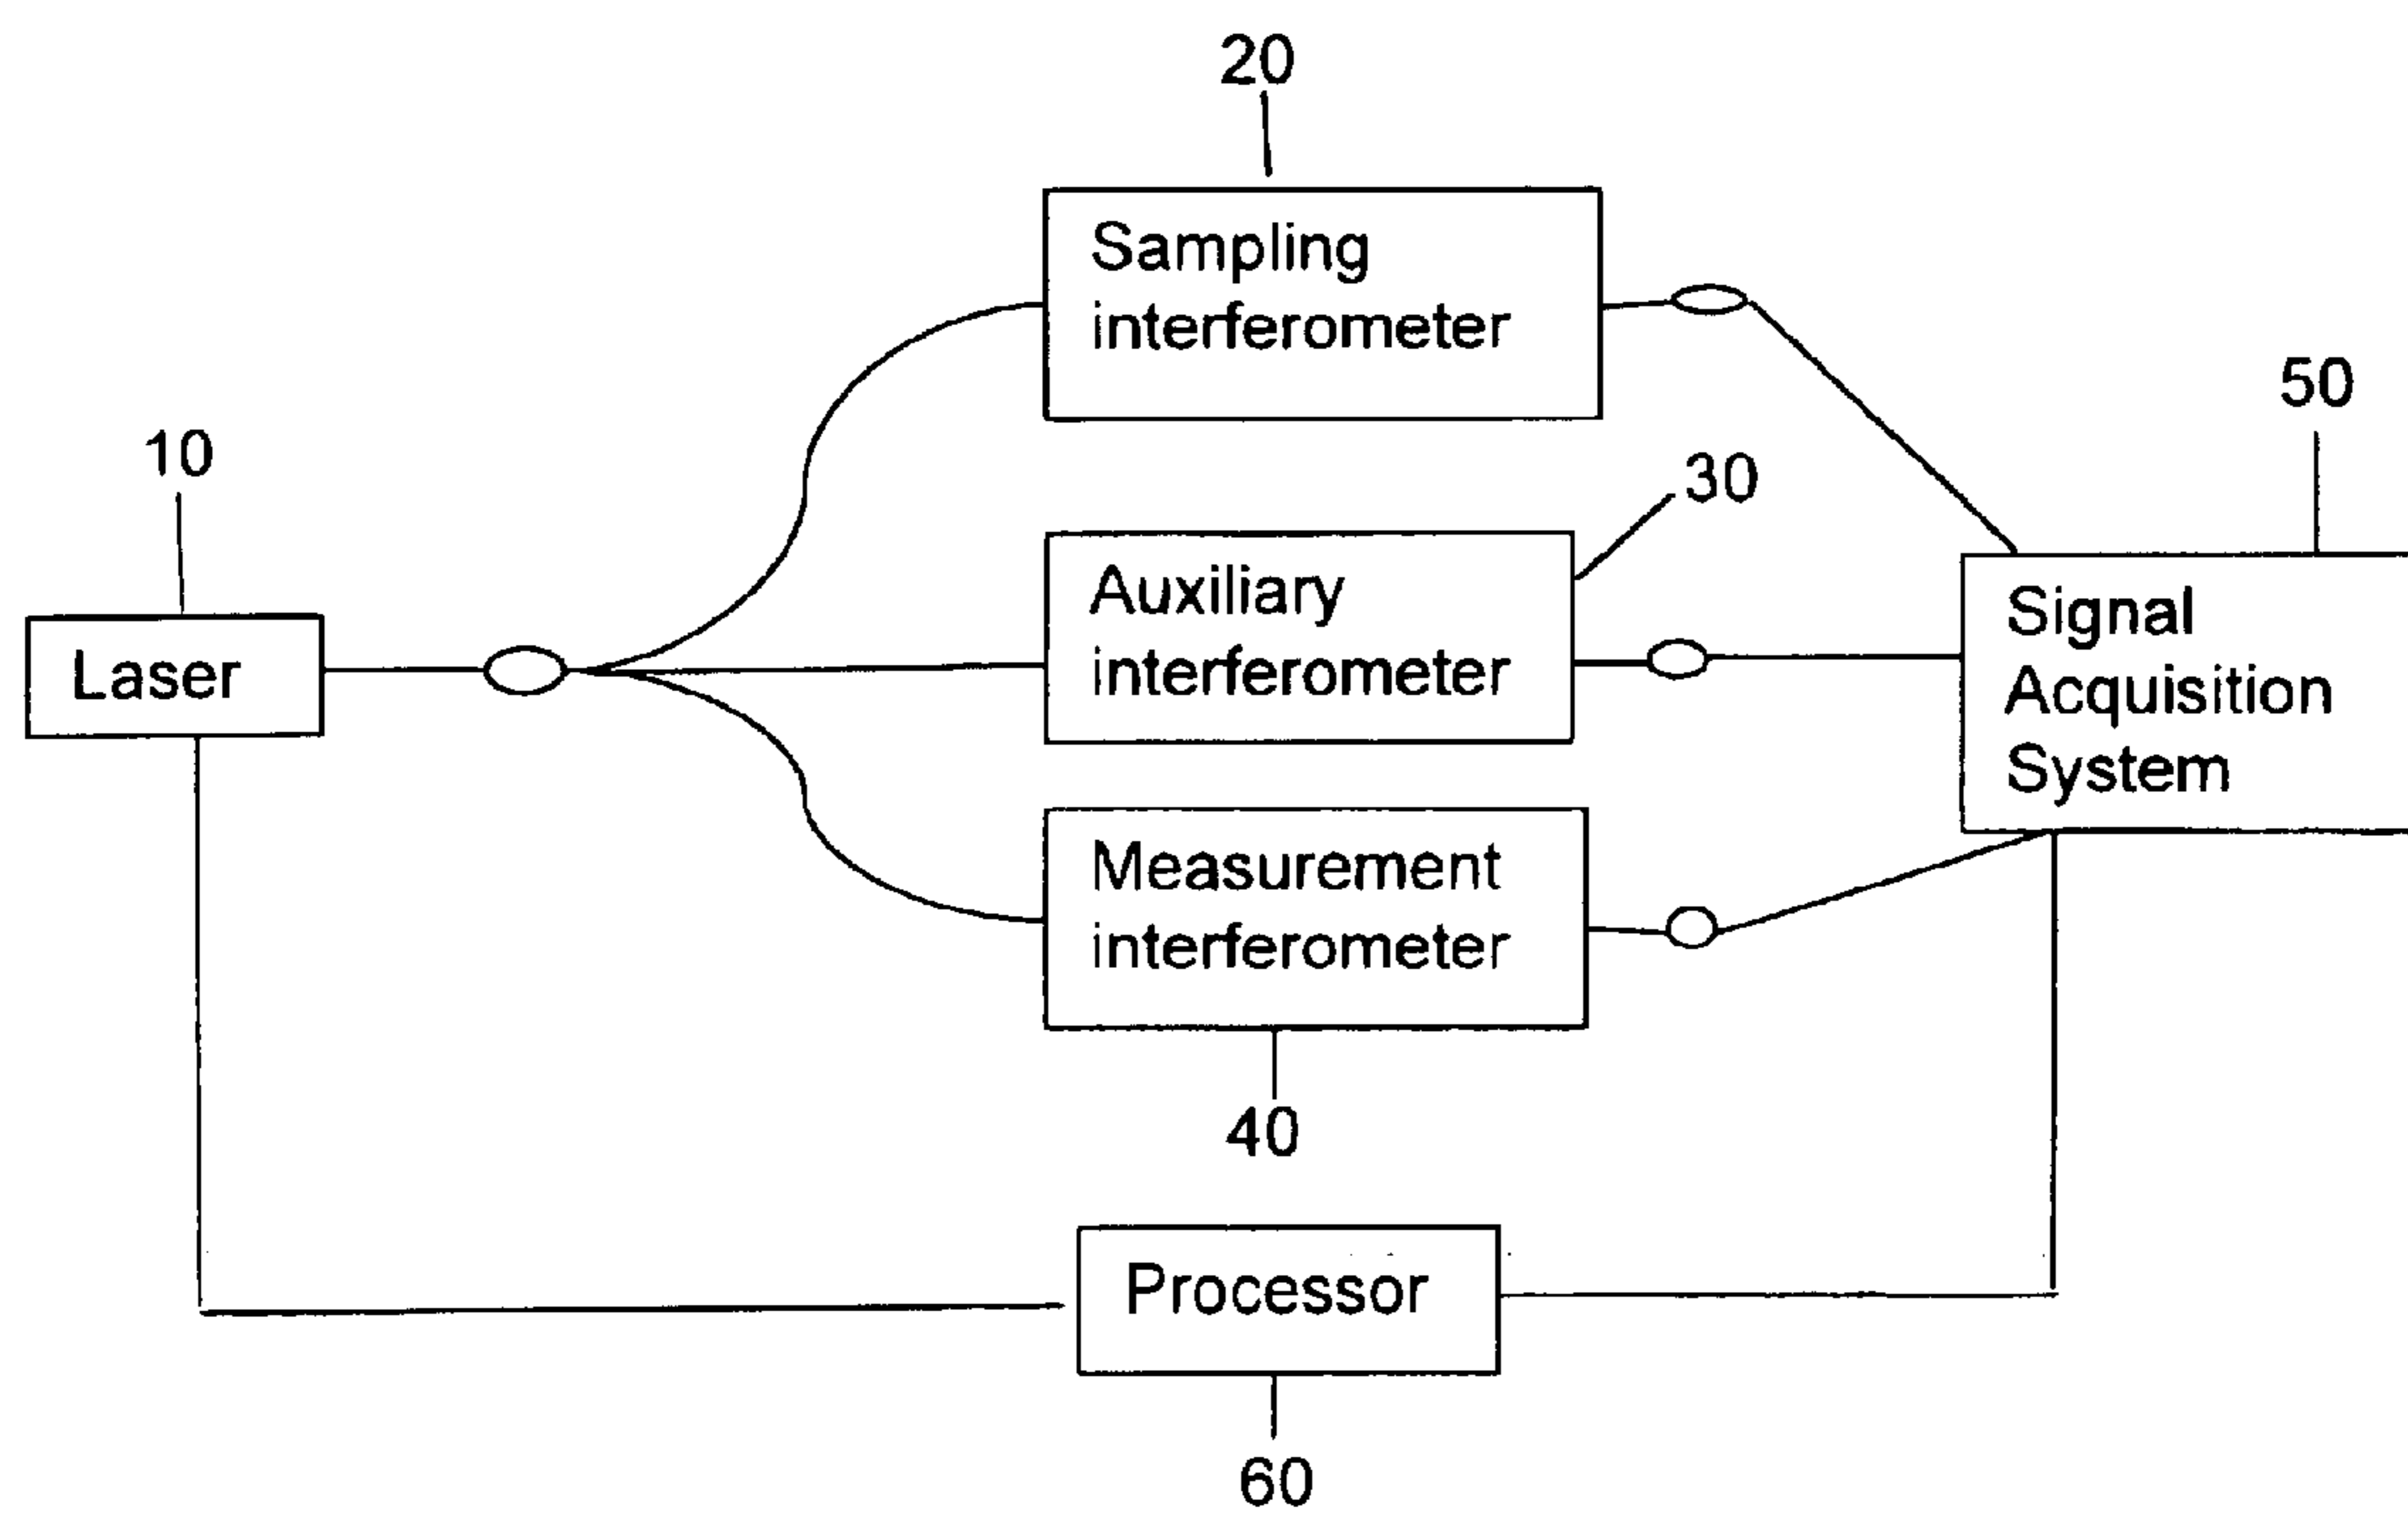 20
Sampling
interferometer
10
Laser
30
Auxiliary
interferometer
50
Signal
Acquisition
System
Measurement
interferometer
40
Processor
60